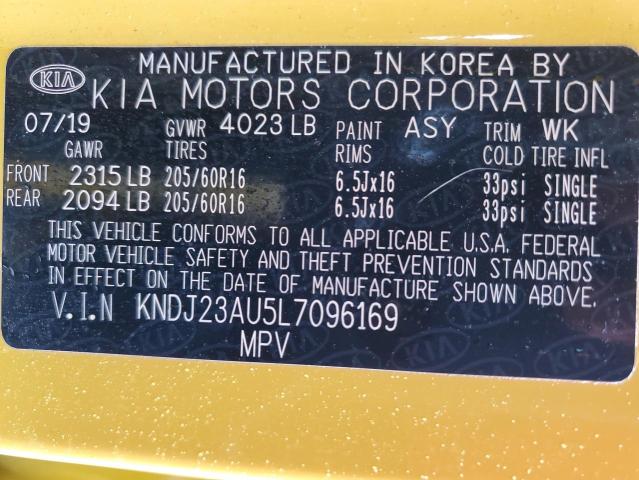 MANUFACTURED IN KOREA BY
KIA KIA MOTORS CORPORATION
07/19 GVWR 4023 LB PAINT ASY TRIM WK
GAWR TIRES RIMS COLD TIRE INFL
FRONT 2315 LB 205/60R16 6.5Jx16 33psi SINGLE
REAR 2094 LB 205/60R16 6.5Jx16 33psi SINGLE
THIS VEHICLE CONFORMS TO ALL APPLICABLE U.S.A. FEDERAL
MOTOR VEHICLE SAFETY AND THEFT PREVENTION STANDARDS
IN EFFECT ON THE DATE OF MANUFACTURE SHOWN ABOVE.
V.I.N KNDJ23AU5L7096169
MPV